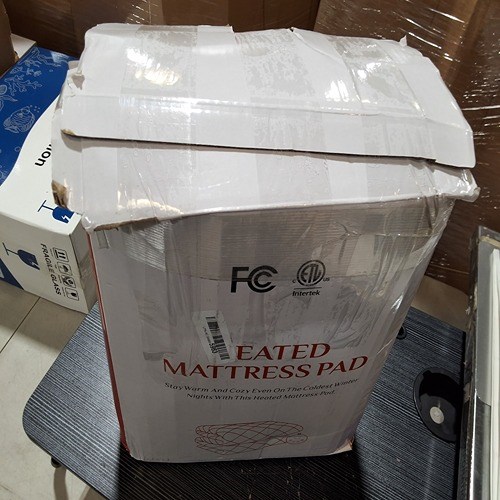 FC
ETL
Intertek
EATED
MATTRESS PAD
Stay Warm And Cozy Even On The Coldest Winter
Nights With This Heated Mattress Pad
FRAGILE GLASS